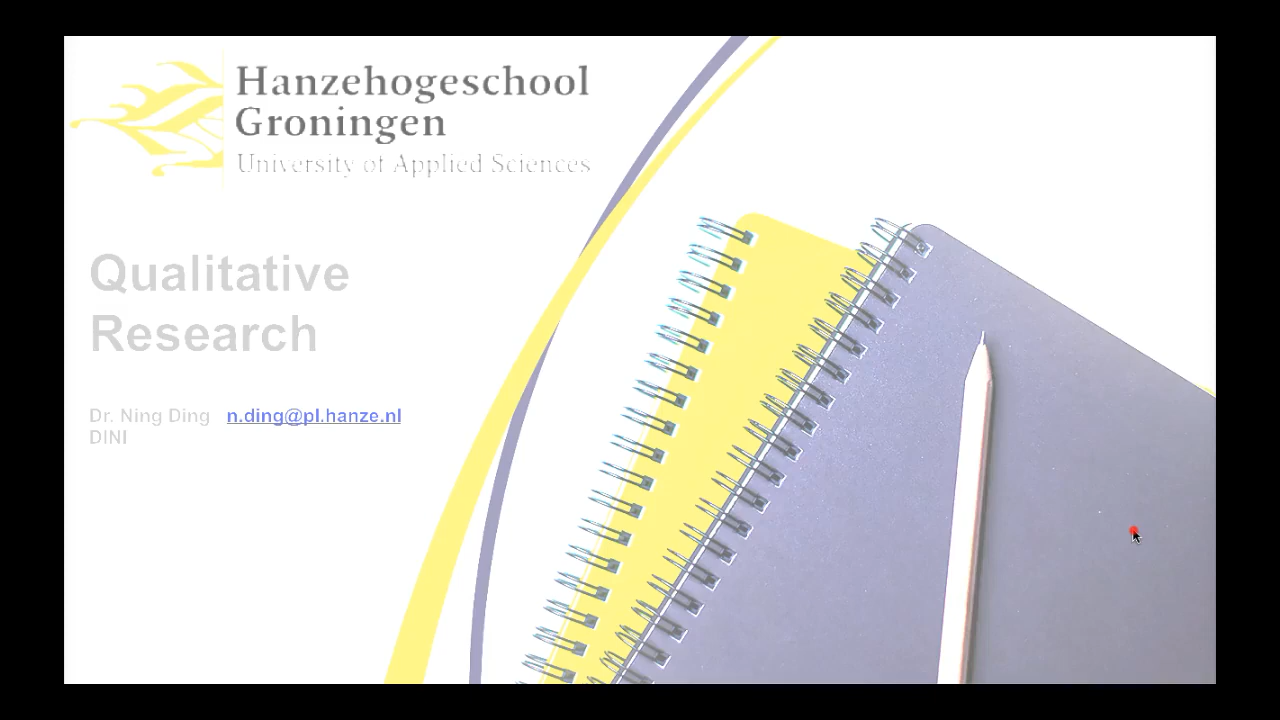 Hanzehogeschool
Groningen
University of Applied Sciences
Qualitative
Research
Dr. Ning Ding n.ding@pl.hanze.nl
DINI